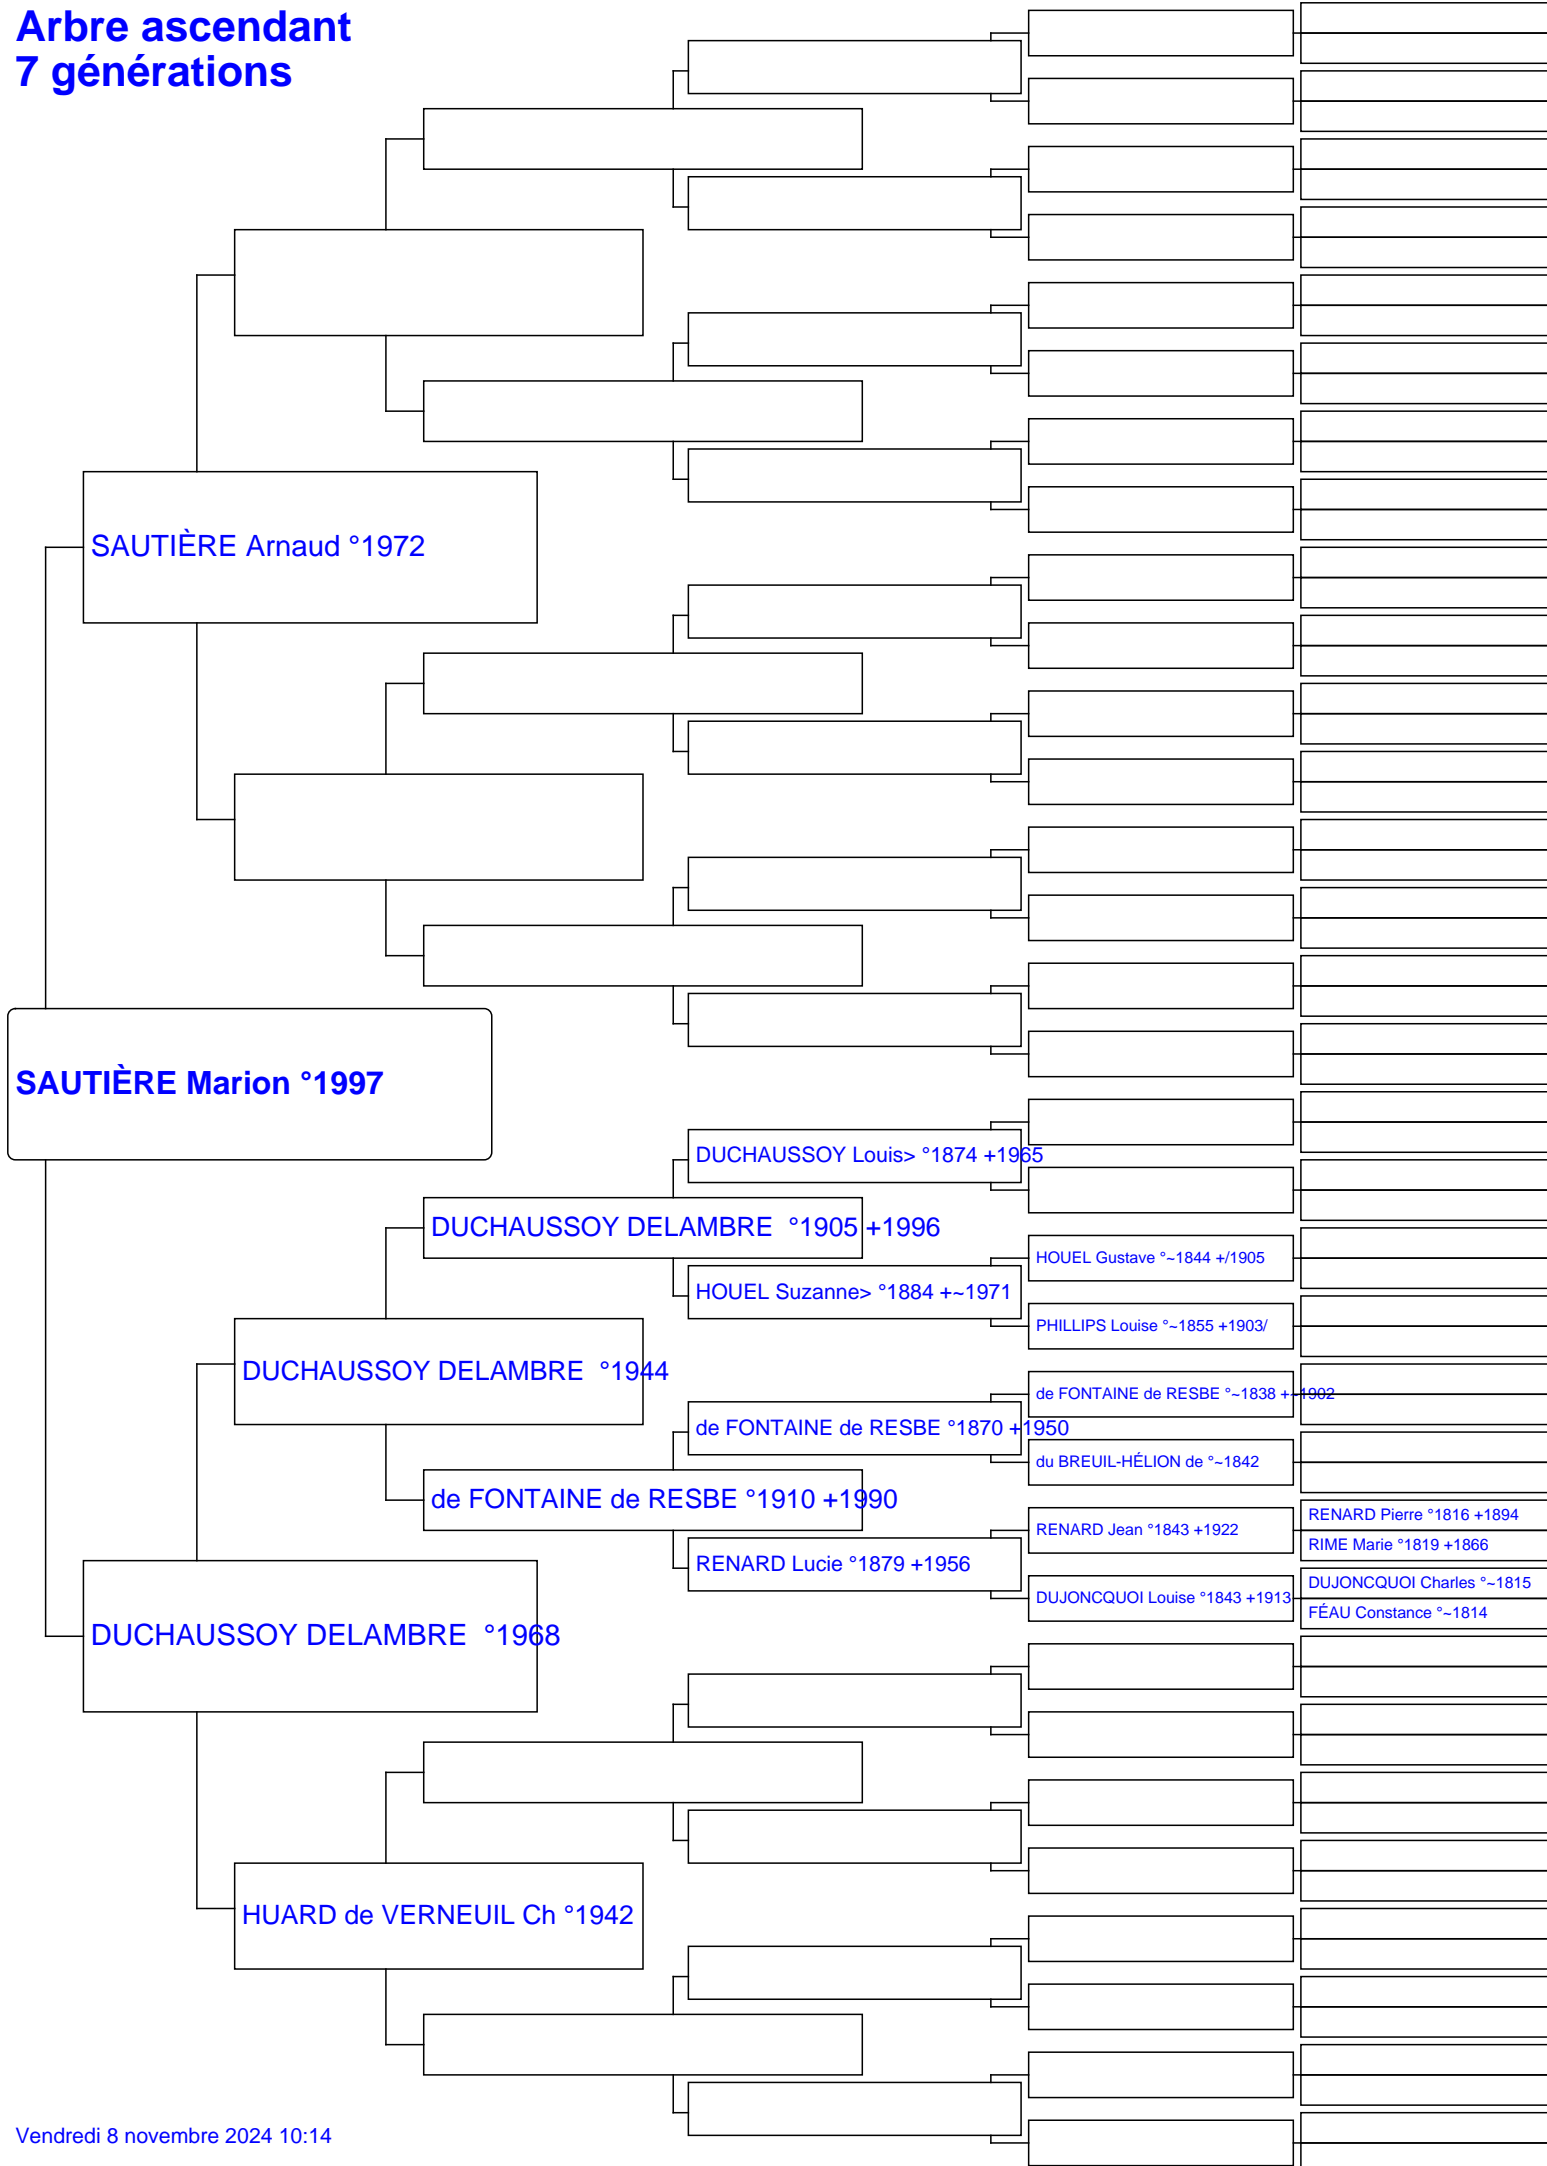 Arbre ascendant
7 générations
SAUTIÈRE Arnaud °1972
SAUTIÈRE Marion °1997
DUCHAUSSOY Louis> °1874 +1965
DUCHAUSSOY DELAMBRE  °1905 +1996
HOUEL Gustave °~1844 +/1905
HOUEL Suzanne> °1884 +~1971
PHILLIPS Louise °~1855 +1903/
DUCHAUSSOY DELAMBRE  °1944
de FONTAINE de RESBE °~1838 +~1902
de FONTAINE de RESBE °1870 +1950
du BREUIL-HÉLION de °~1842
de FONTAINE de RESBE °1910 +1990
RENARD Pierre °1816 +1894
RENARD Jean °1843 +1922
RIME Marie °1819 +1866
RENARD Lucie °1879 +1956
DUJONCQUOI Charles °~1815
DUJONCQUOI Louise °1843 +1913
FÉAU Constance °~1814
DUCHAUSSOY DELAMBRE  °1968
HUARD de VERNEUIL Ch °1942
Vendredi 8 novembre 2024 10:14